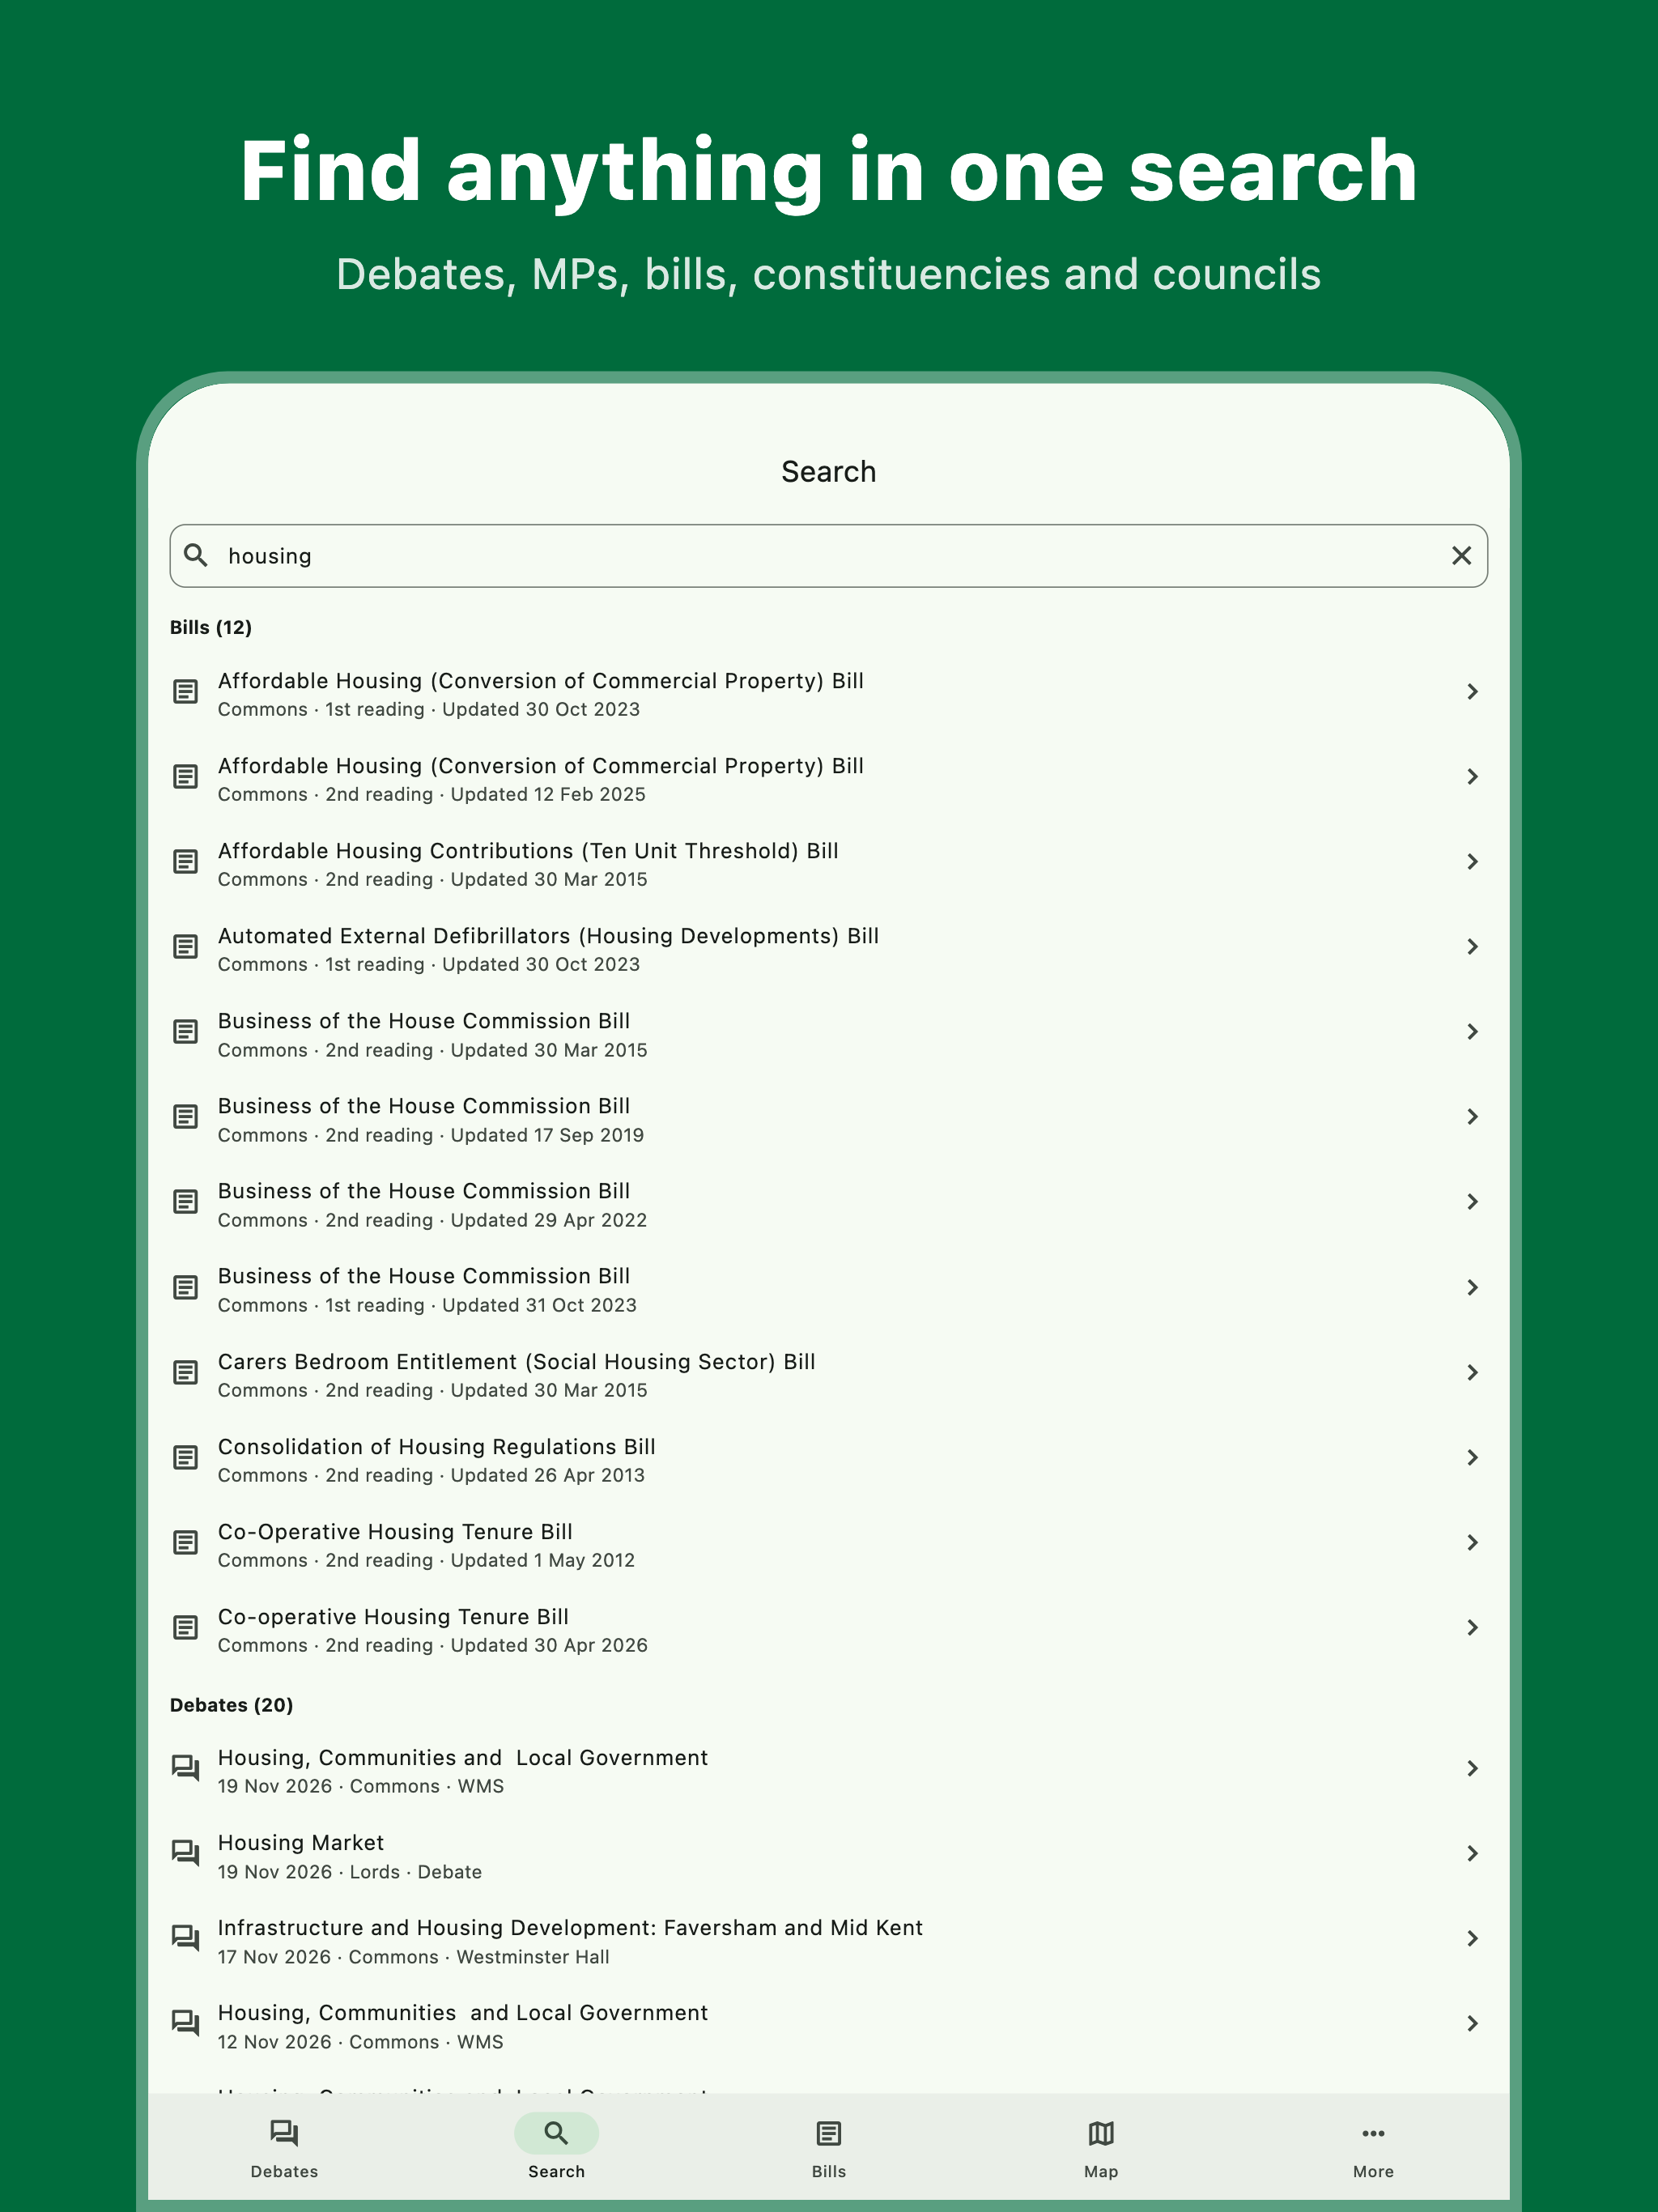 Find anything in one search
Debates, MPs, bills, constituencies and councils
Search
housing
Bills (12)
Affordable Housing (Conversion of Commercial Property) Bill
Commons · 1st reading · Updated 30 Oct 2023
Affordable Housing (Conversion of Commercial Property) Bill
Commons · 2nd reading · Updated 12 Feb 2025
Affordable Housing Contributions (Ten Unit Threshold) Bill
Commons · 2nd reading · Updated 30 Mar 2015
Automated External Defibrillators (Housing Developments) Bill
Commons · 1st reading · Updated 30 Oct 2023
Business of the House Commission Bill
Commons · 2nd reading · Updated 30 Mar 2015
Business of the House Commission Bill
Commons · 2nd reading · Updated 17 Sep 2019
Business of the House Commission Bill
Commons · 2nd reading · Updated 29 Apr 2022
Business of the House Commission Bill
Commons · 1st reading · Updated 31 Oct 2023
Carers Bedroom Entitlement (Social Housing Sector) Bill
Commons · 2nd reading · Updated 30 Mar 2015
Consolidation of Housing Regulations Bill
Commons · 2nd reading · Updated 26 Apr 2013
Co-Operative Housing Tenure Bill
Commons · 2nd reading · Updated 1 May 2012
Co-operative Housing Tenure Bill
Commons · 2nd reading · Updated 30 Apr 2026
Debates (20)
Housing, Communities and  Local Government
19 Nov 2026 · Commons · WMS
Housing Market
19 Nov 2026 · Lords · Debate
Infrastructure and Housing Development: Faversham and Mid Kent
17 Nov 2026 · Commons · Westminster Hall
Housing, Communities  and Local Government
12 Nov 2026 · Commons · WMS
Debates
Search
Bills
Map
More